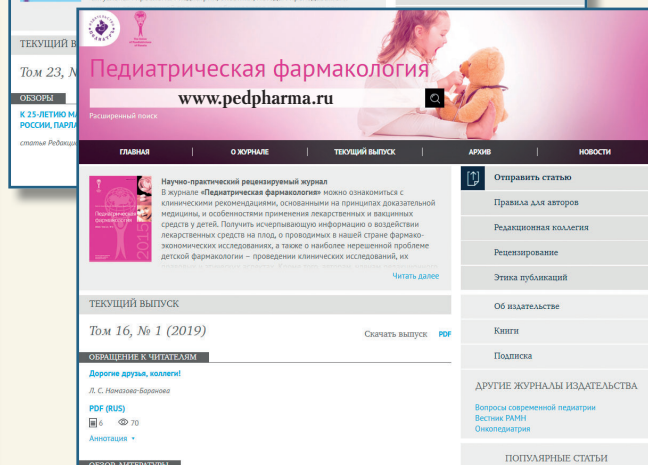 ТЕКУЩИЙ
Том 23,
ОБЗОРЫ
К 25-ЛЕТИЮ
РОССИИ,
статья
Педиатрическая фармакология
www.pedpharma.ru
Расширенный поиск
ГЛАВНАЯ | О ЖУРНАЛЕ | ТЕКУЩИЙ ВЫПУСК | АРХИВ | НОВОСТИ
Педиатрическая
фармакология
2015
Научно-практический рецензируемый журнал
В журнале «Педиатрическая фармакология» можно ознакомиться с
клиническими рекомендациями, основанными на принципах доказательной
медицины, и особенностями применения лекарственных и вакцинных
средств у детей. Получить исчерпывающую информацию о воздействии
лекарственных средств на плод, о проводимых в нашей стране фармако-
экономических исследованиях, а также о наиболее нерешенной проблеме
детской фармакологии – проведении клинических исследований, их
Читать далее
ТЕКУЩИЙ ВЫПУСК
Том 16, № 1 (2019)
Скачать выпуск PDF
ОБРАЩЕНИЕ К ЧИТАТЕЛЯМ
Дорогие друзья, коллеги!
Л. С. Намазова-Баранова
PDF (RUS)
6 70
Аннотация
ОБЗОР ЛИТЕРАТУРЫ
Отправить статью
Правила для авторов
Редакционная коллегия
Рецензирование
Этика публикаций
Об издательстве
Книги
Подписка
ДРУГИЕ ЖУРНАЛЫ ИЗДАТЕЛЬСТВА
Вопросы современной педиатрии
Вестник РАМН
Онкопедиатрия
ПОПУЛЯРНЫЕ СТАТЬИ